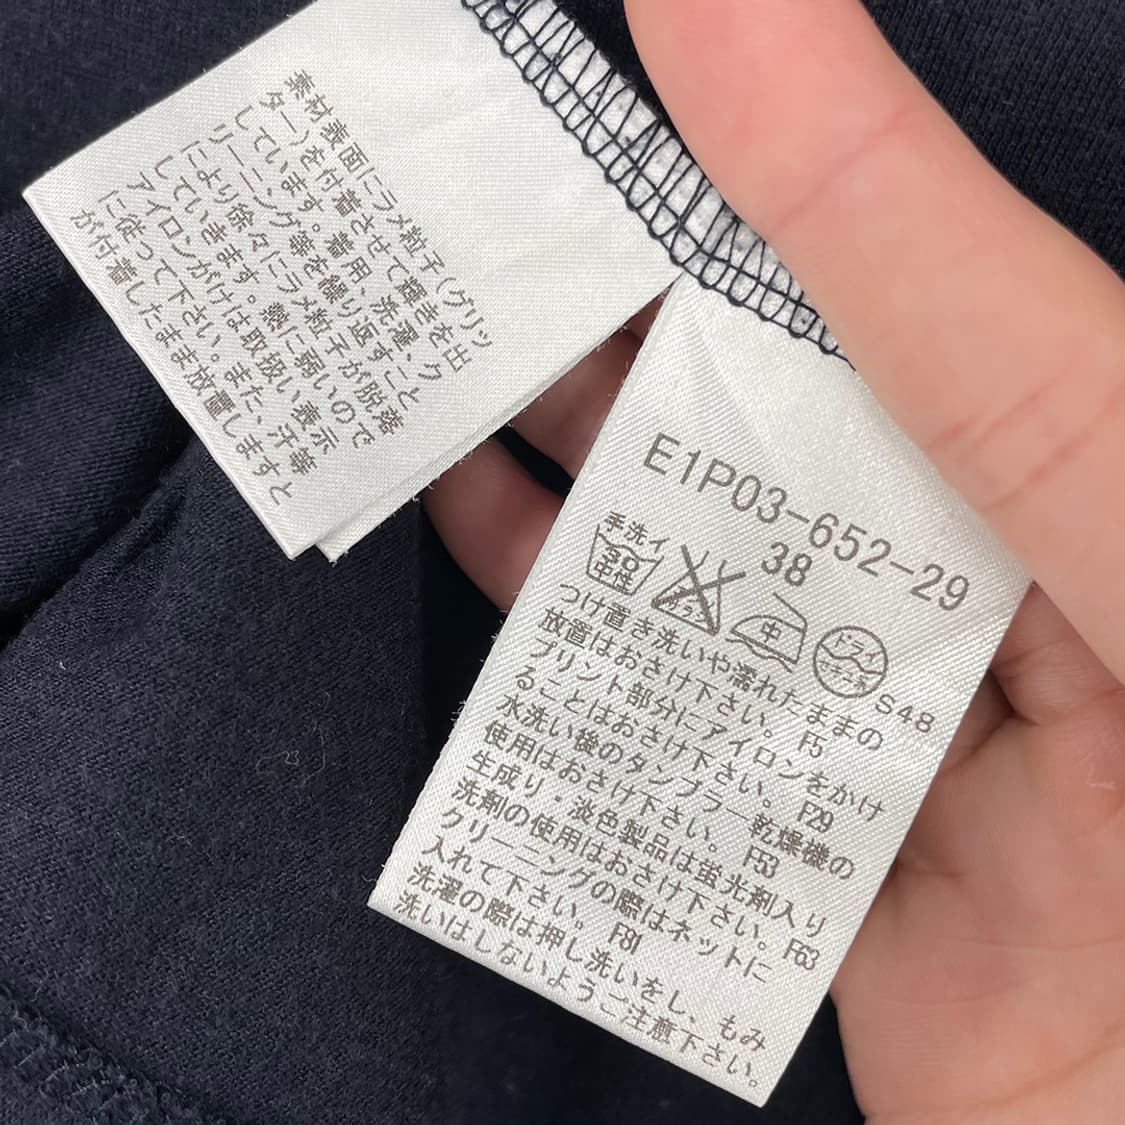 素材表面にラメ粒子(グリッ
ター)を付着させて輝きを出
しています。着用、洗濯、ク
リーニング等を繰り返すこと
により徐々にラメ粒子が脱落
していきます。熱に弱いので
アイロンがけは取扱い表示
に従って下さい。また、汗等
が付着したまま放置しますと
E1P03-652-29
38
手洗イ
30
中性
中
ドライ
S48
つけ置き洗いや濡れたままの
放置はおさけ下さい。 F5
プリント部分にアイロンをかけ
ることはおさけ下さい。 F29
水洗い後のタンブラー乾燥機の
使用はおさけ下さい。 F53
生成り・淡色製品は蛍光剤入り
洗剤の使用はおさけ下さい。 F63
クリーニングの際はネットに
入れて下さい。 F81
洗濯の際は押し洗いをし、もみ
洗いはしないようご注意下さい。